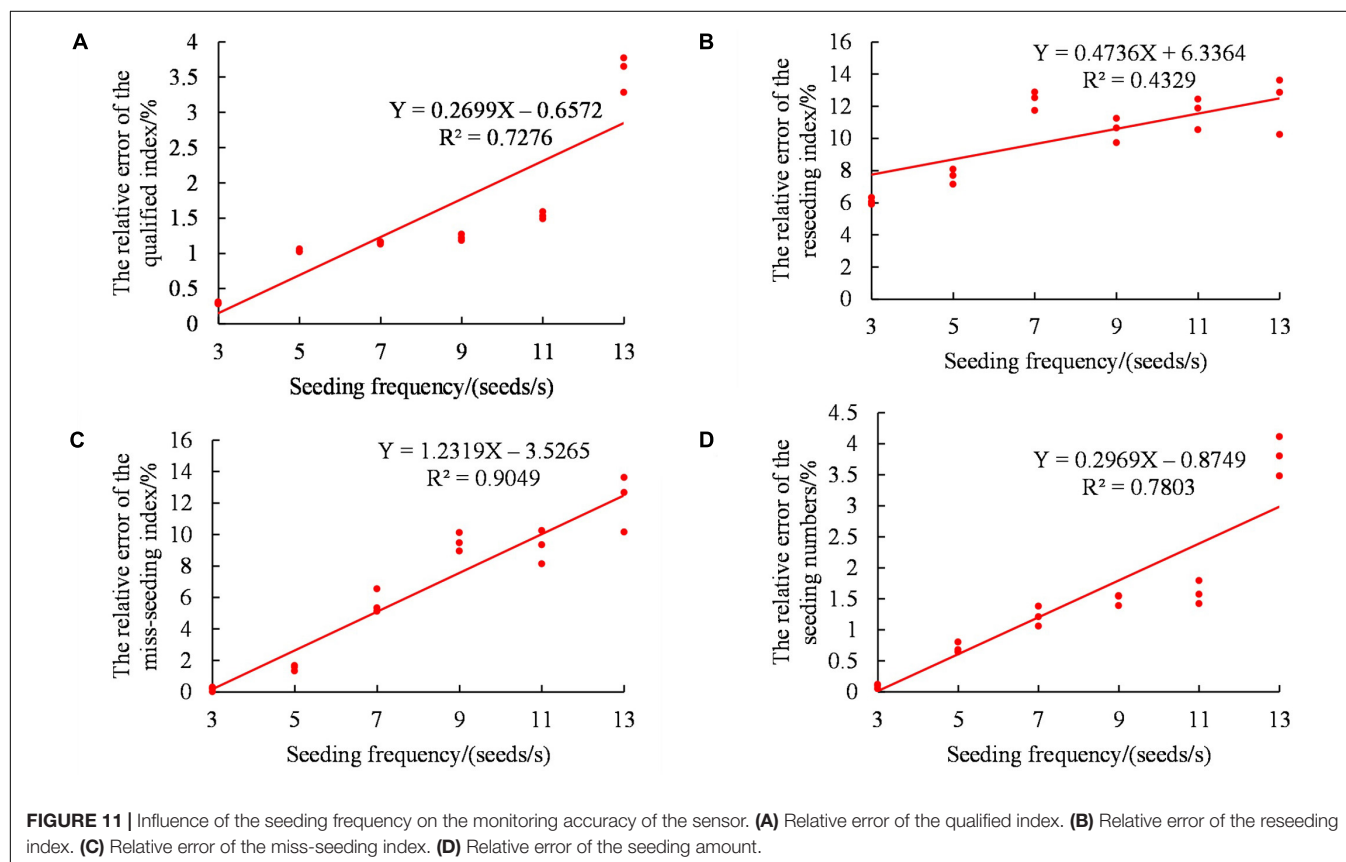 A
The relative error of the
qualified index/%
4
3.5
3
2.5
2
1.5
1
0.5
0
Y = 0.2699X – 0.6572
R² = 0.7276
3 5 7 9 11 13
Seeding frequency/(seeds/s)
B
The relative error of the
reseeding index/%
16
14
12
10
8
6
4
2
0
Y = 0.4736X + 6.3364
R² = 0.4329
3 5 7 9 11 13
Seeding frequency/(seeds/s)
C
The relative error of the
miss-seeding index/%
16
14
12
10
8
6
4
2
0
Y = 1.2319X – 3.5265
R² = 0.9049
3 5 7 9 11 13
Seeding frequency/(seeds/s)
D
The relative error of the
seeding numbers/%
4.5
4
3.5
3
2.5
2
1.5
1
0.5
0
Y = 0.2969X – 0.8749
R² = 0.7803
3 5 7 9 11 13
Seeding frequency/(seeds/s)
FIGURE 11 | Influence of the seeding frequency on the monitoring accuracy of the sensor. (A) Relative error of the qualified index. (B) Relative error of the reseeding
index. (C) Relative error of the miss-seeding index. (D) Relative error of the seeding amount.